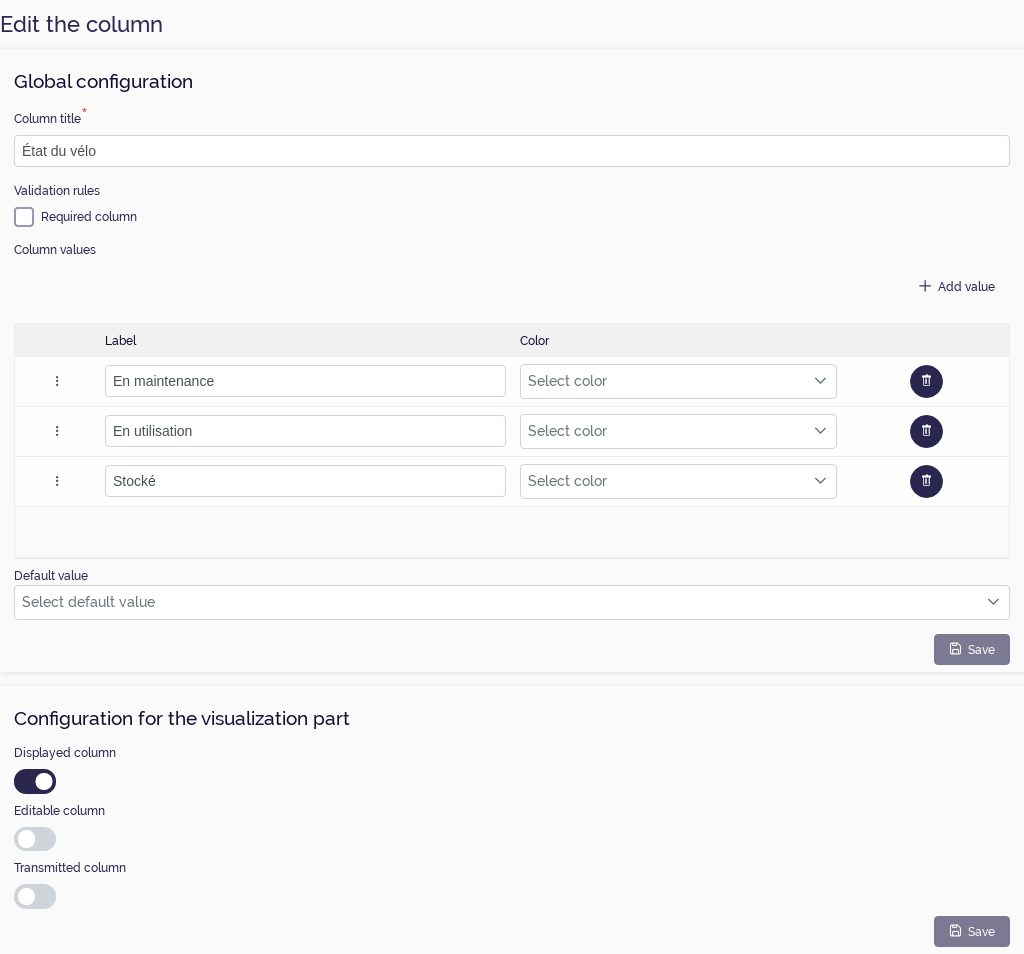 Edit the column
Global configuration
Column title*
État du vélo
Validation rules
Required column
Column values
Add value
Label Color
En maintenance Select color
En utilisation Select color
Stocké Select color
Default value
Select default value
Save
Configuration for the visualization part
Displayed column
Editable column
Transmitted column
Save